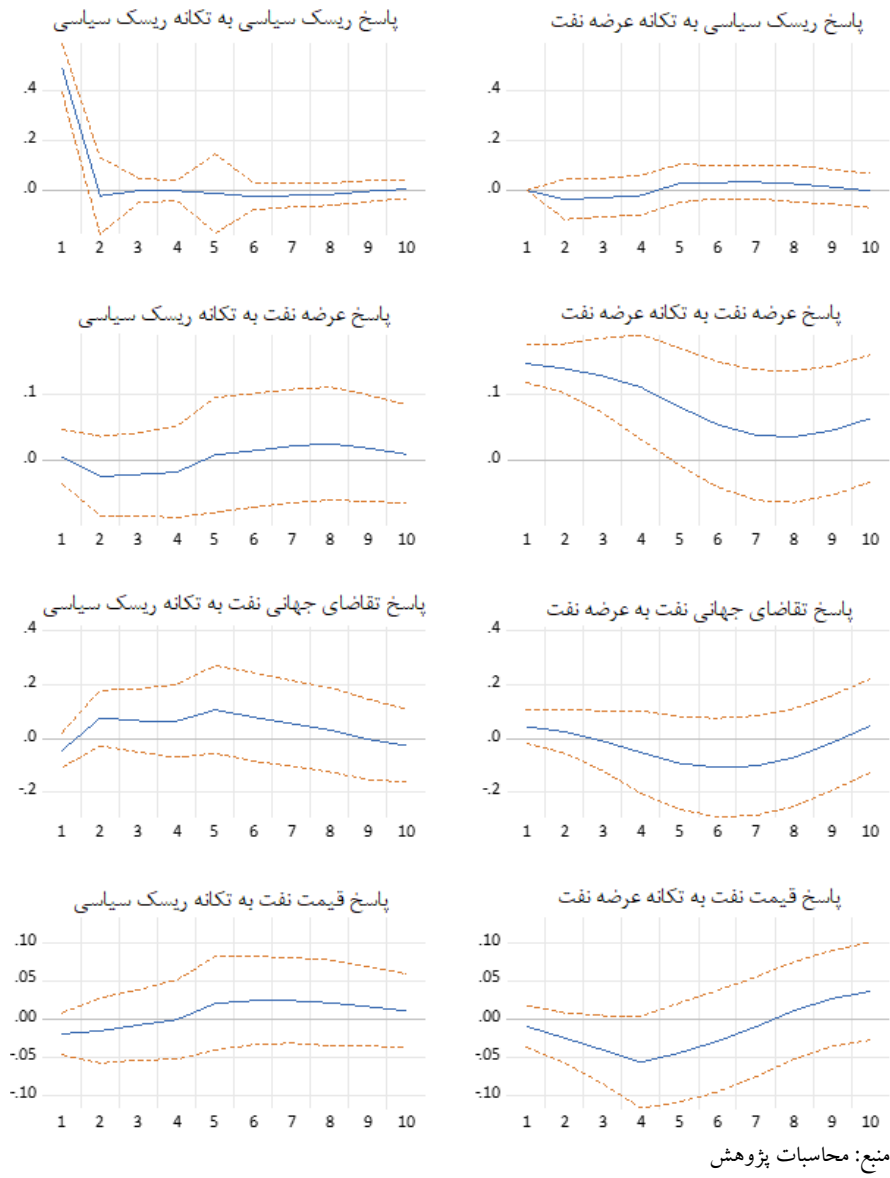 پاسخ ریسک سیاسی به تکانه ریسک سیاسی
.4
.2
.0
1 2 3 4 5 6 7 8 9 10
پاسخ ریسک سیاسی به تکانه عرضه نفت
.4
.2
.0
1 2 3 4 5 6 7 8 9 10
پاسخ عرضه نفت به تکانه ریسک سیاسی
.1
.0
1 2 3 4 5 6 7 8 9 10
پاسخ عرضه نفت به تکانه عرضه نفت
.1
.0
1 2 3 4 5 6 7 8 9 10
پاسخ تقاضای جهانی نفت به تکانه ریسک سیاسی
.4
.2
.0
-.2
1 2 3 4 5 6 7 8 9 10
پاسخ تقاضای جهانی نفت به عرضه نفت
.4
.2
.0
-.2
1 2 3 4 5 6 7 8 9 10
پاسخ قیمت نفت به تکانه ریسک سیاسی
.10
.05
.00
-.05
-.10
1 2 3 4 5 6 7 8 9 10
پاسخ قیمت نفت به تکانه عرضه نفت
.10
.05
.00
-.05
-.10
1 2 3 4 5 6 7 8 9 10
منبع: محاسبات پژوهش